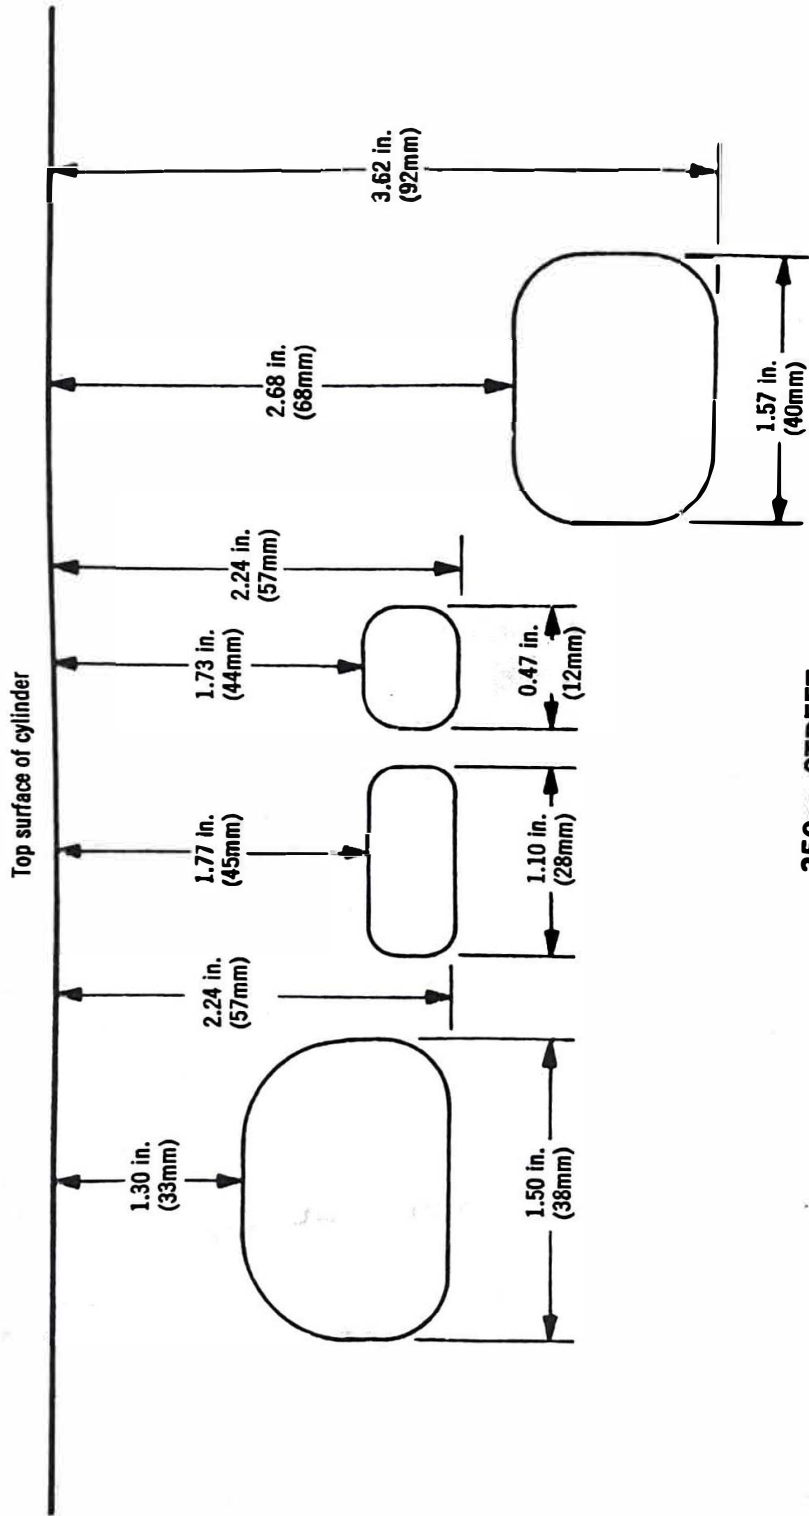 Top surface of cylinder
1.30 in.
(33mm)
2.24 in.
(57mm)
1.77 in.
(45mm)
1.73 in.
(44mm)
2.24 in.
(57mm)
2.68 in.
(68mm)
3.62 in.
(92mm)
1.50 in.
(38mm)
1.10 in.
(28mm)
0.47 in.
(12mm)
1.57 in.
(40mm)